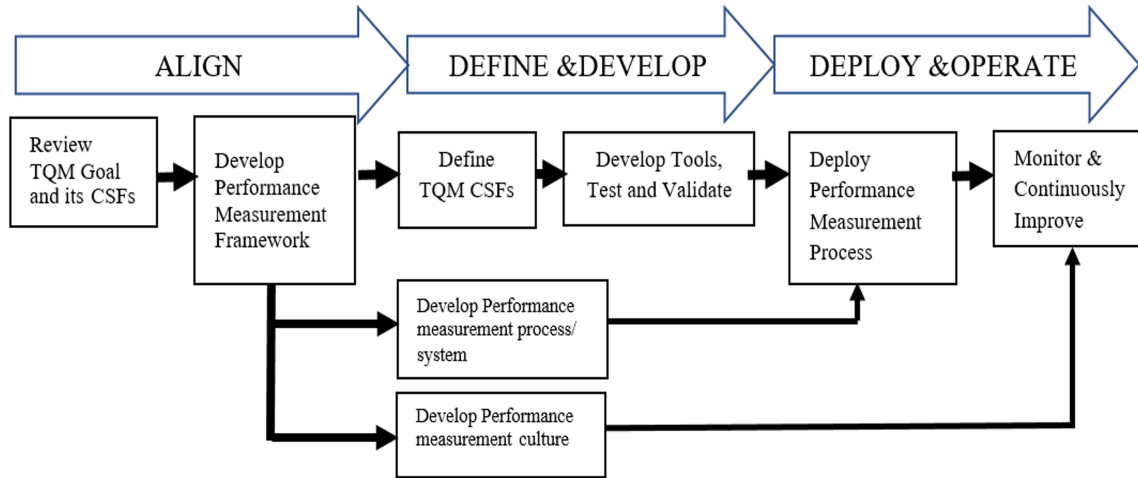 ALIGN
DEFINE &DEVELOP
DEPLOY &OPERATE
Review
TQM Goal
and its CSFs
Develop
Performance
Measurement
Framework
Define
TQM CSFs
Develop Tools,
Test and Validate
Deploy
Performance
Measurement
Process
Monitor &
Continuously
Improve
Develop Performance
measurement process/
system
Develop Performance
measurement culture